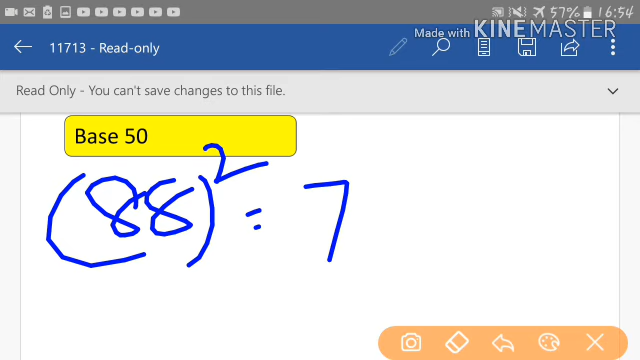 57% 16:54
Made with KINEMASTER
11713 - Read-only
Read Only - You can't save changes to this file.
Base 50
(88)² = 7